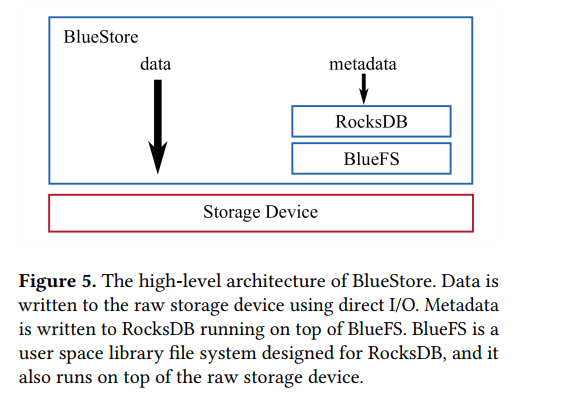 BlueStore
data
metadata
RocksDB
BlueFS
Storage Device
Figure 5. The high-level architecture of BlueStore. Data is
written to the raw storage device using direct I/O. Metadata
is written to RocksDB running on top of BlueFS. BlueFS is a
user space library file system designed for RocksDB, and it
also runs on top of the raw storage device.